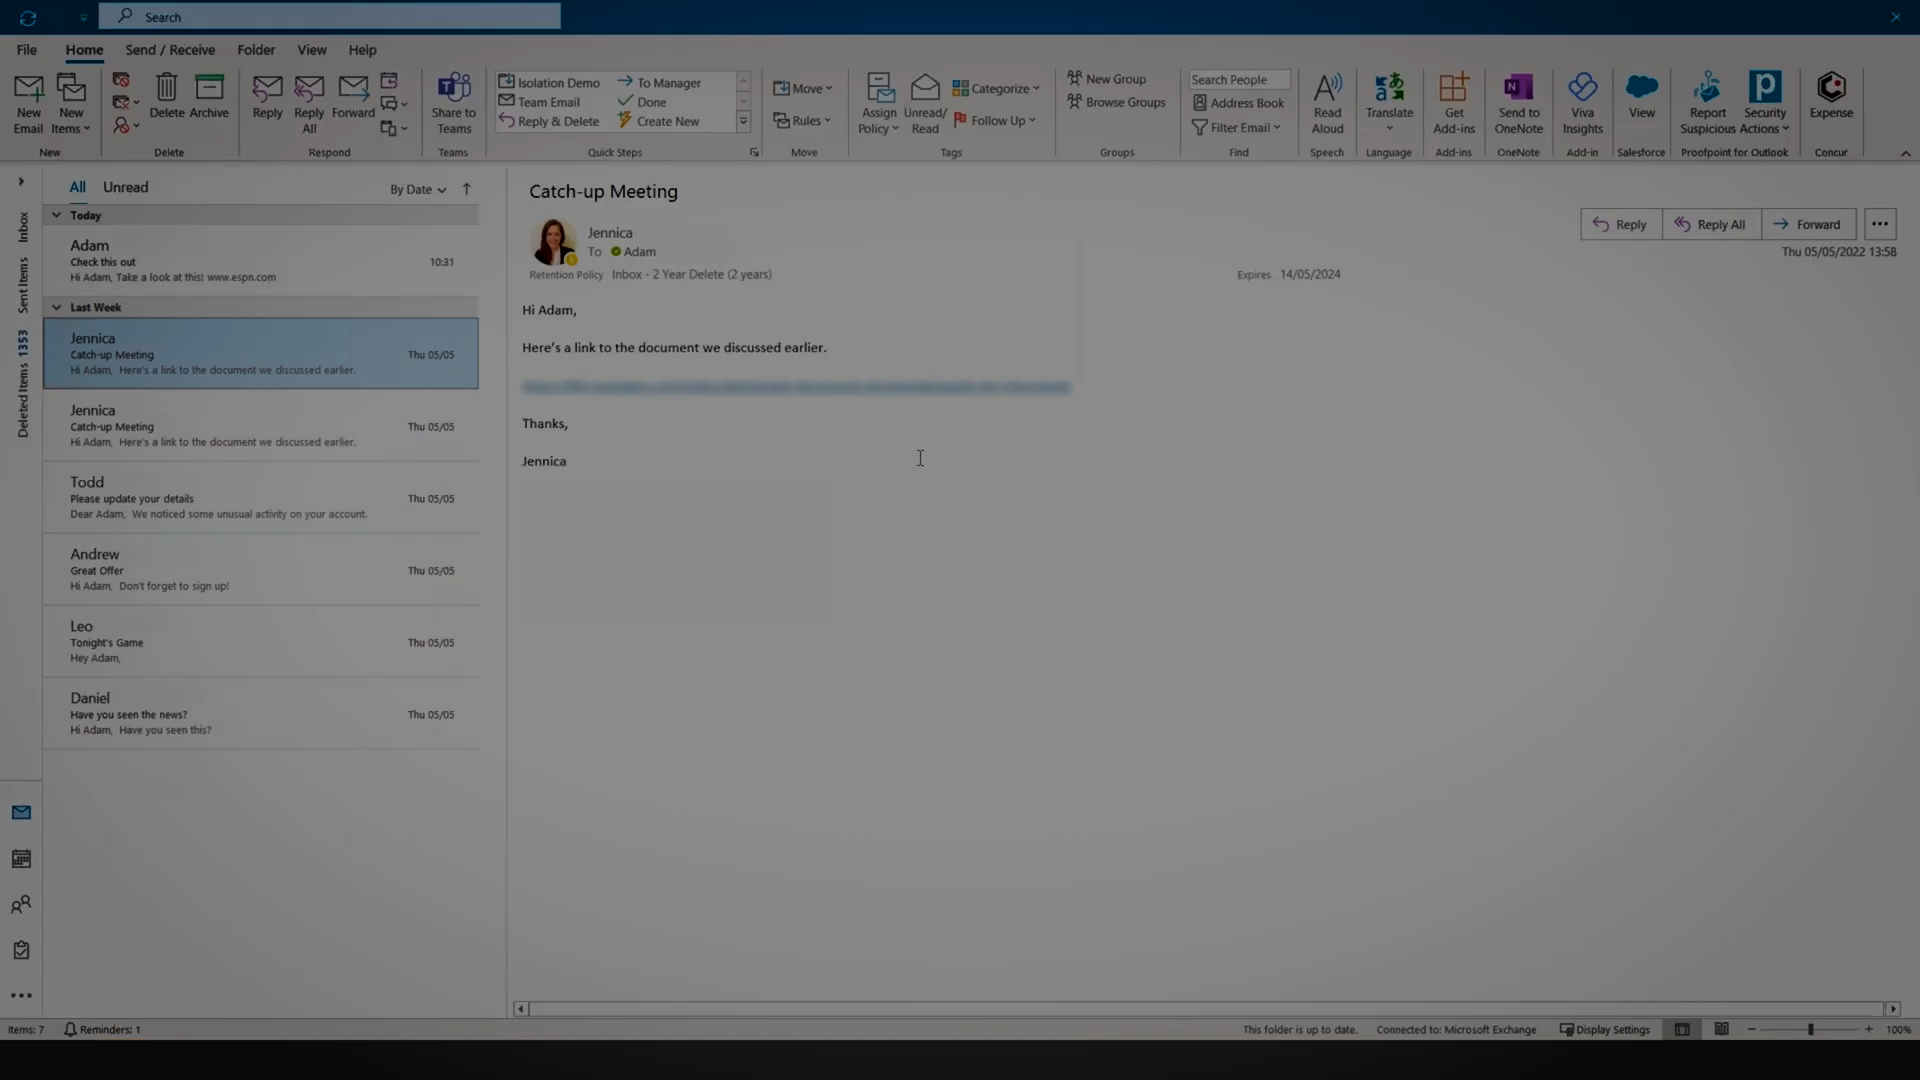 Search
File Home Send / Receive Folder View Help
New Email
New Items
Delete
Archive
Reply
Reply All
Forward
Share to Teams
Isolation Demo
To Manager
Team Email
Done
Reply & Delete
Create New
Move
Rules
Assign Policy
Unread/ Read
Categorize
Follow Up
New Group
Browse Groups
Search People
Address Book
Filter Email
Read Aloud
Translate
Get Add-ins
N
Send to OneNote
Viva Insights
View
Report Suspicious
p
Security Actions
Expense
New Delete Respond Teams Quick Steps Move Tags Groups Find Speech Language Add-ins OneNote Add-in Salesforce Proofpoint for Outlook Concur
Inbox
Sent Items
Deleted Items 1353
All Unread By Date
Today
Adam
Check this out 10:31
Hi Adam, Take a look at this! www.espn.com
Last Week
Jennica
Catch-up Meeting Thu 05/05
Hi Adam, Here's a link to the document we discussed earlier.
Jennica
Catch-up Meeting Thu 05/05
Hi Adam, Here's a link to the document we discussed earlier.
Todd
Please update your details Thu 05/05
Dear Adam, We noticed some unusual activity on your account.
Andrew
Great Offer Thu 05/05
Hi Adam, Don't forget to sign up!
Leo
Tonight's Game Thu 05/05
Hey Adam,
Daniel
Have you seen the news? Thu 05/05
Hi Adam, Have you seen this?
Catch-up Meeting
Jennica
To Adam
Reply Reply All Forward
Thu 05/05/2022 13:58
Retention Policy Inbox - 2 Year Delete (2 years) Expires 14/05/2024
Hi Adam,
Here's a link to the document we discussed earlier.
Thanks,
Jennica
Items: 7 Reminders: 1 This folder is up to date. Connected to: Microsoft Exchange Display Settings 100%